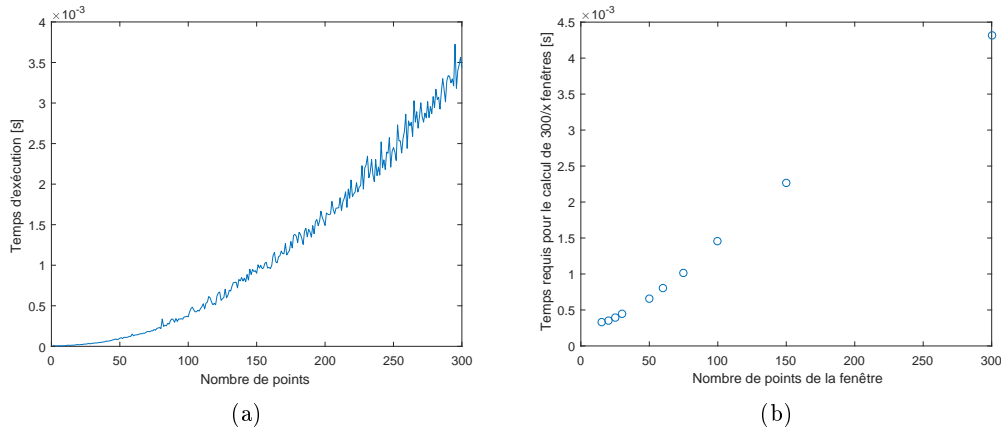 ×10⁻³
4
3.5
3
2.5
2
1.5
1
0.5
0
0 50 100 150 200 250 300
Temps d'exécution [s]
Nombre de points
(a)
×10⁻³
4.5
4
3.5
3
2.5
2
1.5
1
0.5
0
0 50 100 150 200 250 300
Temps requis pour le calcul de 300/x fenêtres [s]
Nombre de points de la fenêtre
(b)